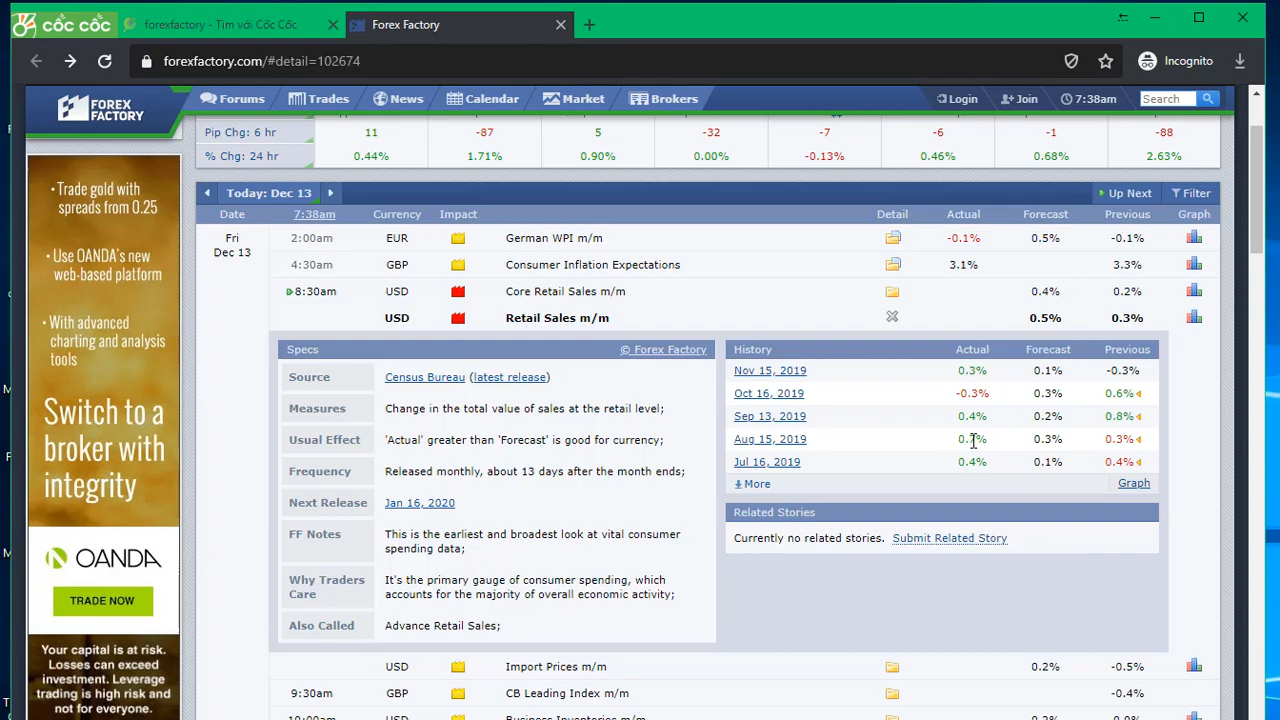 CỐC CỐC
forexfactory - Tìm với Cốc Cốc
Forex Factory
forexfactory.com/#detail=102674
Incognito
FOREX FACTORY
Forums Trades News Calendar Market Brokers
Login Join 7:38am Search
Pip Chg: 6 hr 11 -87 5 -32 -7 -6 -1 -88
% Chg: 24 hr 0.44% 1.71% 0.90% 0.00% -0.13% 0.46% 0.68% 2.63%
Today: Dec 13 Up Next Filter
Date 7:38am Currency Impact Detail Actual Forecast Previous Graph
Fri
Dec 13
2:00am EUR German WPI m/m -0.1% 0.5% -0.1%
4:30am GBP Consumer Inflation Expectations 3.1% 3.3%
8:30am USD Core Retail Sales m/m 0.4% 0.2%
USD Retail Sales m/m 0.5% 0.3%
Specs © Forex Factory
Source Census Bureau (latest release)
Measures Change in the total value of sales at the retail level;
Usual Effect 'Actual' greater than 'Forecast' is good for currency;
Frequency Released monthly, about 13 days after the month ends;
Next Release Jan 16, 2020
FF Notes This is the earliest and broadest look at vital consumer
spending data;
Why Traders Care It's the primary gauge of consumer spending, which
accounts for the majority of overall economic activity;
Also Called Advance Retail Sales;
History Actual Forecast Previous
Nov 15, 2019 0.3% 0.1% -0.3%
Oct 16, 2019 -0.3% 0.3% 0.6%
Sep 13, 2019 0.4% 0.2% 0.8%
Aug 15, 2019 0.3% 0.3%
Jul 16, 2019 0.4% 0.1% 0.4%
More Graph
Related Stories
Currently no related stories. Submit Related Story
USD Import Prices m/m 0.2% -0.5%
9:30am GBP CB Leading Index m/m -0.4%
10:00am USD Business Inventories m/m 0.2% 0.0%
• Trade gold with
spreads from 0.25
• Use OANDA's new
web-based platform
• With advanced
charting and analysis
tools
Switch to a
broker with
integrity
OANDA
TRADE NOW
Your capital is at risk.
Losses can exceed
investment. Leverage
trading is high risk and
not for everyone.